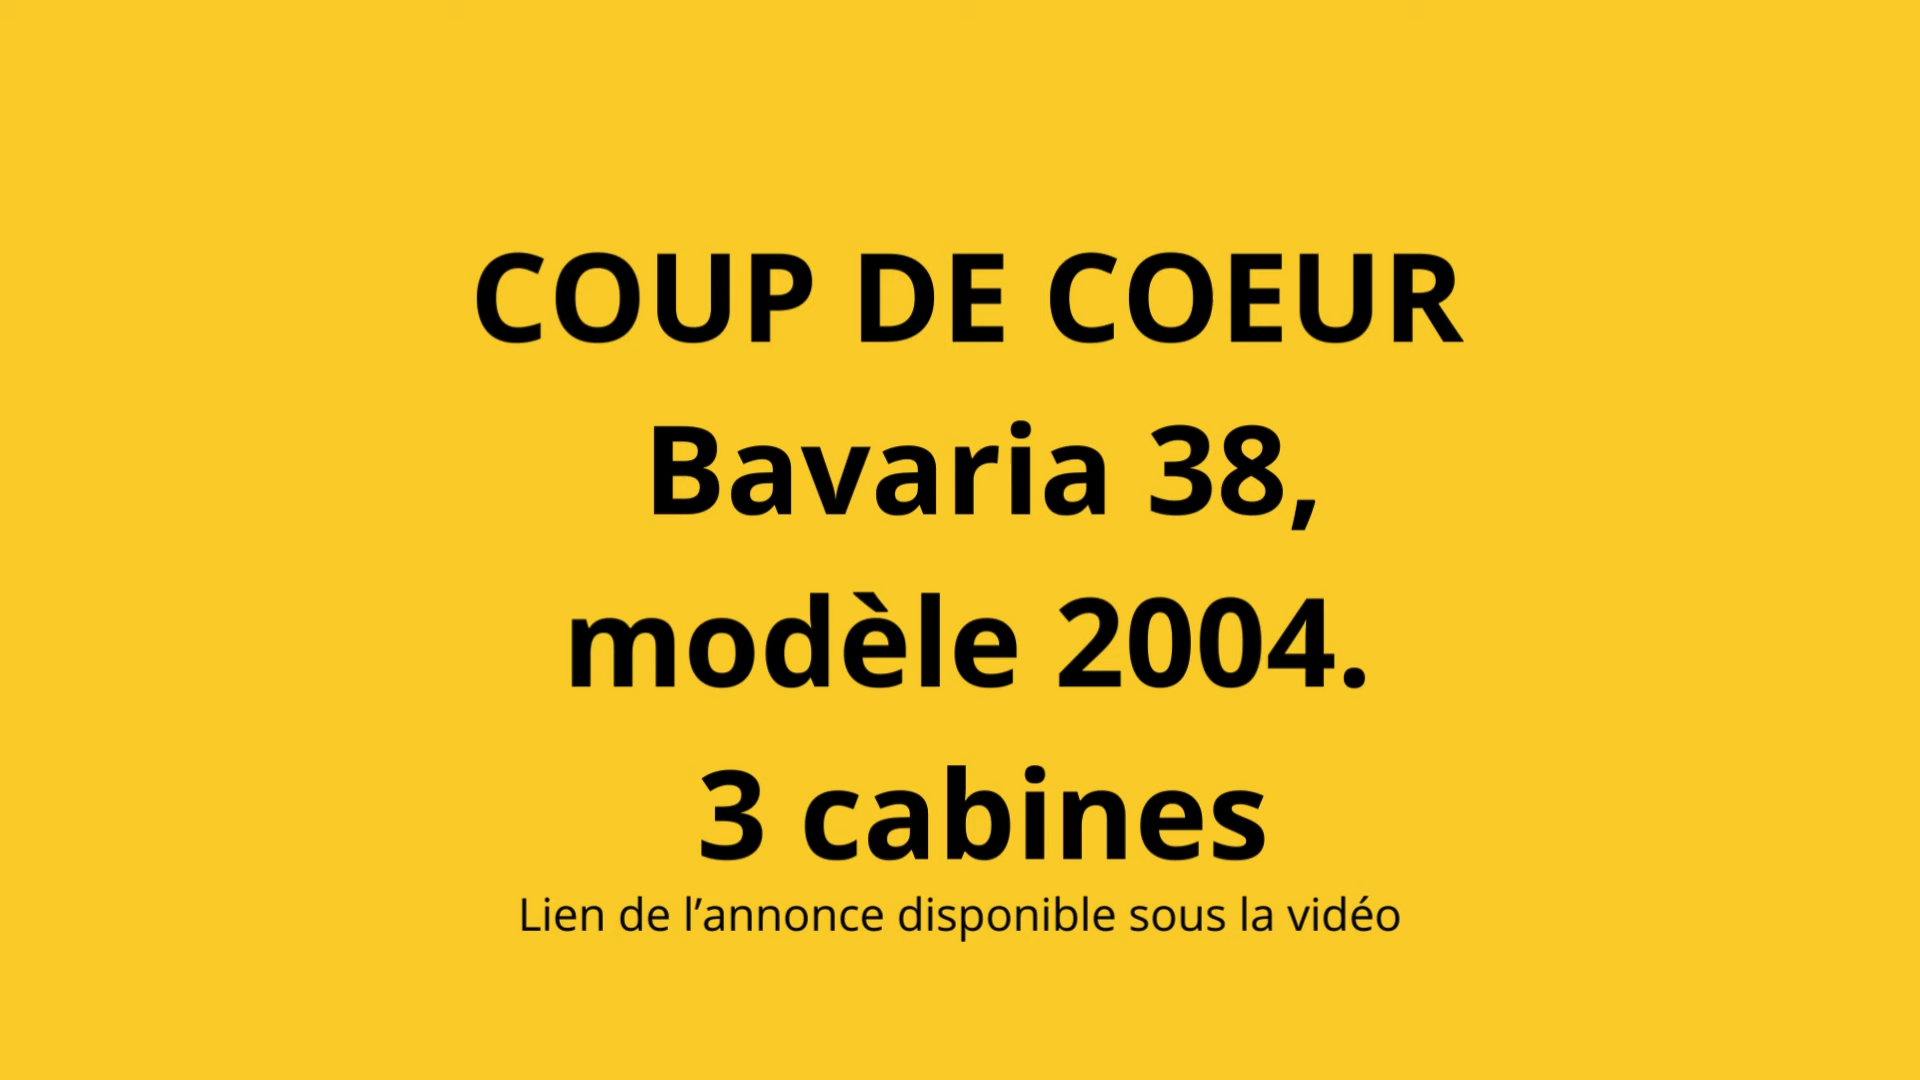 COUP DE COEUR
Bavaria 38,
modèle 2004.
3 cabines
Lien de l’annonce disponible sous la vidéo